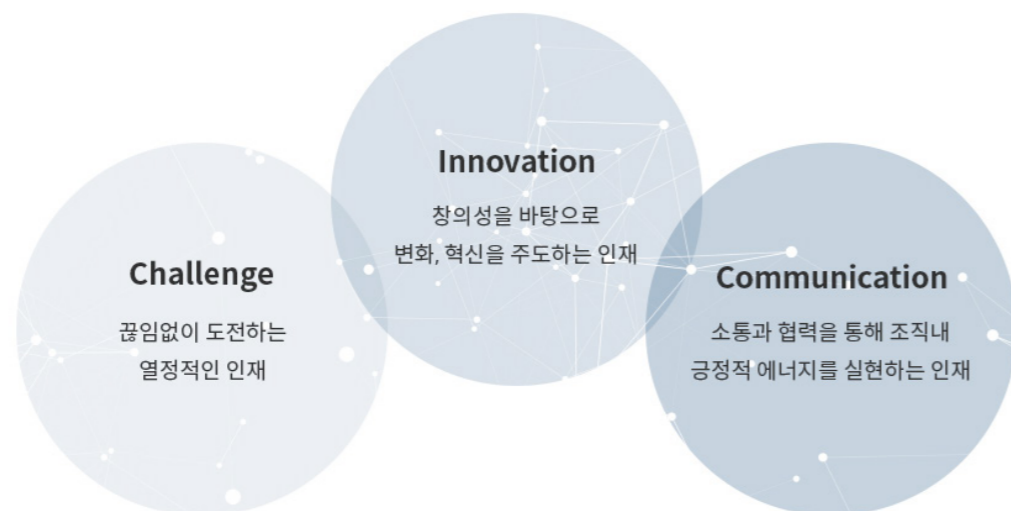 Challenge
끊임없이 도전하는
열정적인 인재
Innovation
창의성을 바탕으로
변화, 혁신을 주도하는 인재
Communication
소통과 협력을 통해 조직내
긍정적 에너지를 실현하는 인재